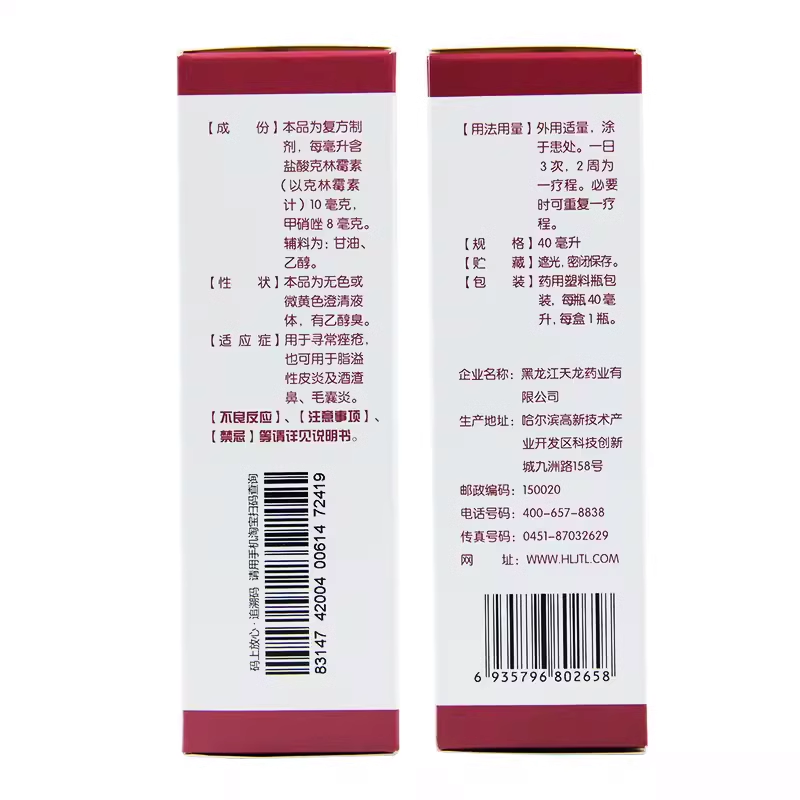 【成　份】本品为复方制
剂，每毫升含
盐酸克林霉素
（以克林霉素
计）10毫克，
甲硝唑8毫克。
辅料为：甘油、
乙醇。
【性　状】本品为无色或
微黄色澄清液
体，有乙醇臭。
【适应症】用于寻常痤疮，
也可用于脂溢
性皮炎及酒渣
鼻、毛囊炎。
【不良反应】、【注意事项】、
【禁忌】等请详见说明书。
码上放心·追溯码 请用手机淘宝扫码查询
83147 42004 00614 72419
【用法用量】外用适量，涂
于患处。一日
3次，2周为
一疗程。必要
时可重复一疗
程。
【规　格】40毫升
【贮　藏】遮光，密闭保存。
【包　装】药用塑料瓶包
装，每瓶40毫
升，每盒1瓶。
企业名称：黑龙江天龙药业有
限公司
生产地址：哈尔滨高新技术产
业开发区科技创新
城九洲路158号
邮政编码：150020
电话号码：400-657-8838
传真号码：0451-87032629
网　址：WWW.HLJTL.COM
6 935796 802658